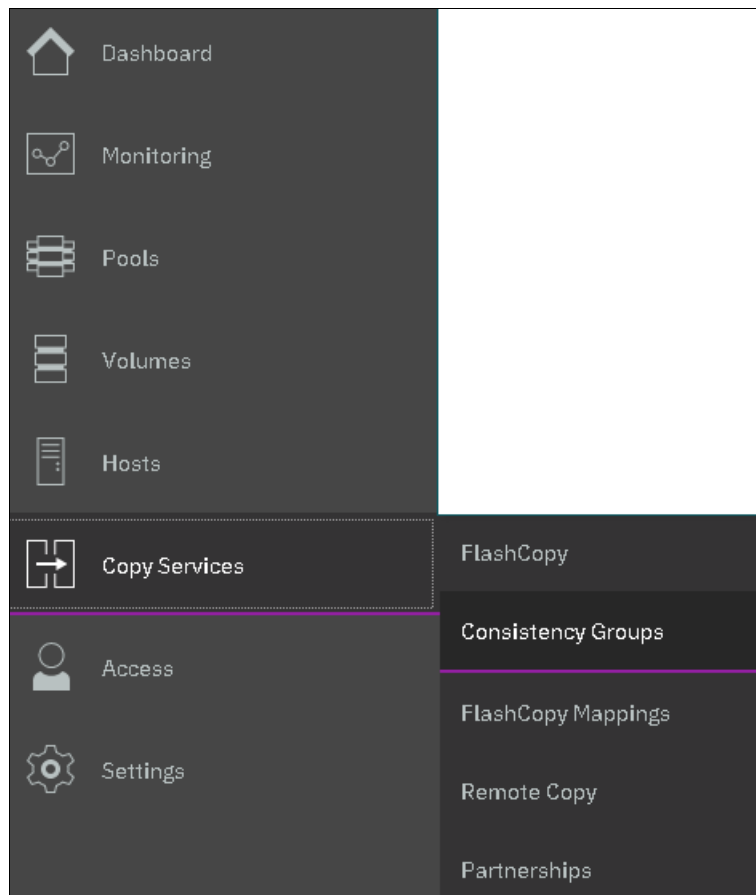 Dashboard
Monitoring
Pools
Volumes
Hosts
Copy Services
Access
Settings
FlashCopy
Consistency Groups
FlashCopy Mappings
Remote Copy
Partnerships